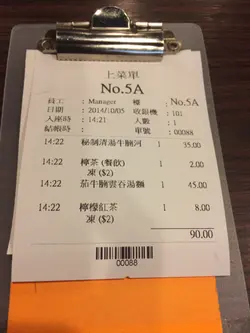 上菜單
No.5A
員工 : Manager 檯 : No.5A
日期 : 2014/10/05 收銀機 : 101
入座時 : 14:21 人數 : 1
結帳時 : 單號 : 00088
14:22 秘制清湯牛腩河 1 35.00
14:22 檸茶 (餐飲) 1 2.00
凍 ($2)
14:22 茄牛腩雲吞湯麵 1 45.00
14:22 檸檬紅茶 1 8.00
凍 ($2)
90.00
00088